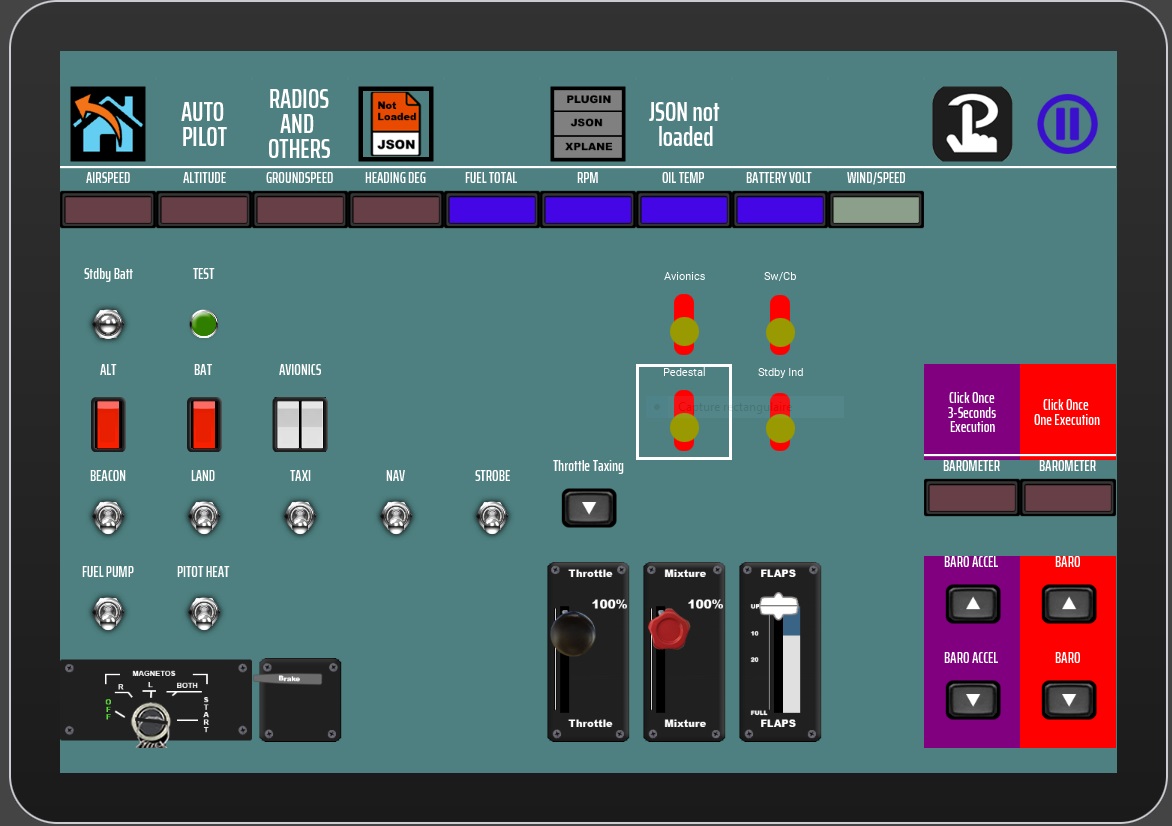 AUTO
PILOT
RADIOS
AND
OTHERS
Not
Loaded
JSON
PLUGIN
JSON
XPLANE
JSON not
loaded
AIRSPEED
ALTITUDE
GROUNDSPEED
HEADING DEG
FUEL TOTAL
RPM
OIL TEMP
BATTERY VOLT
WIND/SPEED
Stdby Batt
TEST
Avionics
Sw/Cb
ALT
BAT
AVIONICS
Pedestal
Stdby Ind
Capture rectangulaire
Click Once
3-Seconds
Execution
Click Once
One Execution
BEACON
LAND
TAXI
NAV
STROBE
Throttle Taxing
BAROMETER
BAROMETER
FUEL PUMP
PITOT HEAT
Throttle
100%
Throttle
Mixture
100%
Mixture
FLAPS
UP
10
20
FULL
FLAPS
BARO ACCEL
BARO
BARO ACCEL
BARO
MAGNETOS
OFF
R
L
BOTH
START
Brake